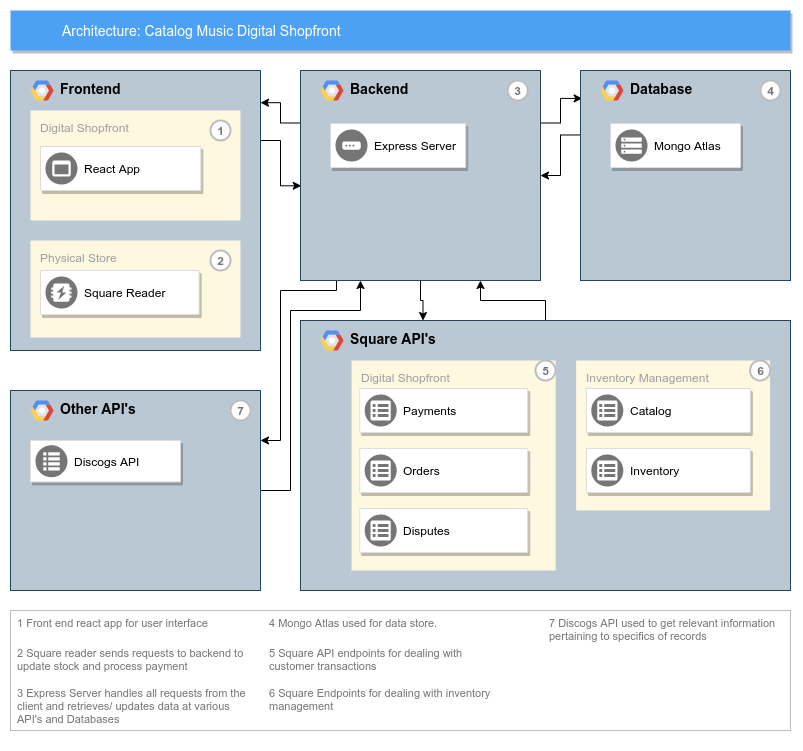 Architecture: Catalog Music Digital Shopfront
Frontend
Digital Shopfront
1
React App
Physical Store
2
Square Reader
Backend
3
Express Server
Database
4
Mongo Atlas
Other API's
7
Discogs API
Square API's
Digital Shopfront
5
Payments
Orders
Disputes
Inventory Management
6
Catalog
Inventory
1 Front end react app for user interface
2 Square reader sends requests to backend to
update stock and process payment
3 Express Server handles all requests from the
client and retrieves/ updates data at various
API's and Databases
4 Mongo Atlas used for data store.
5 Square API endpoints for dealing with
customer transactions
6 Square Endpoints for dealing with inventory
management
7 Discogs API used to get relevant information
pertaining to specifics of records